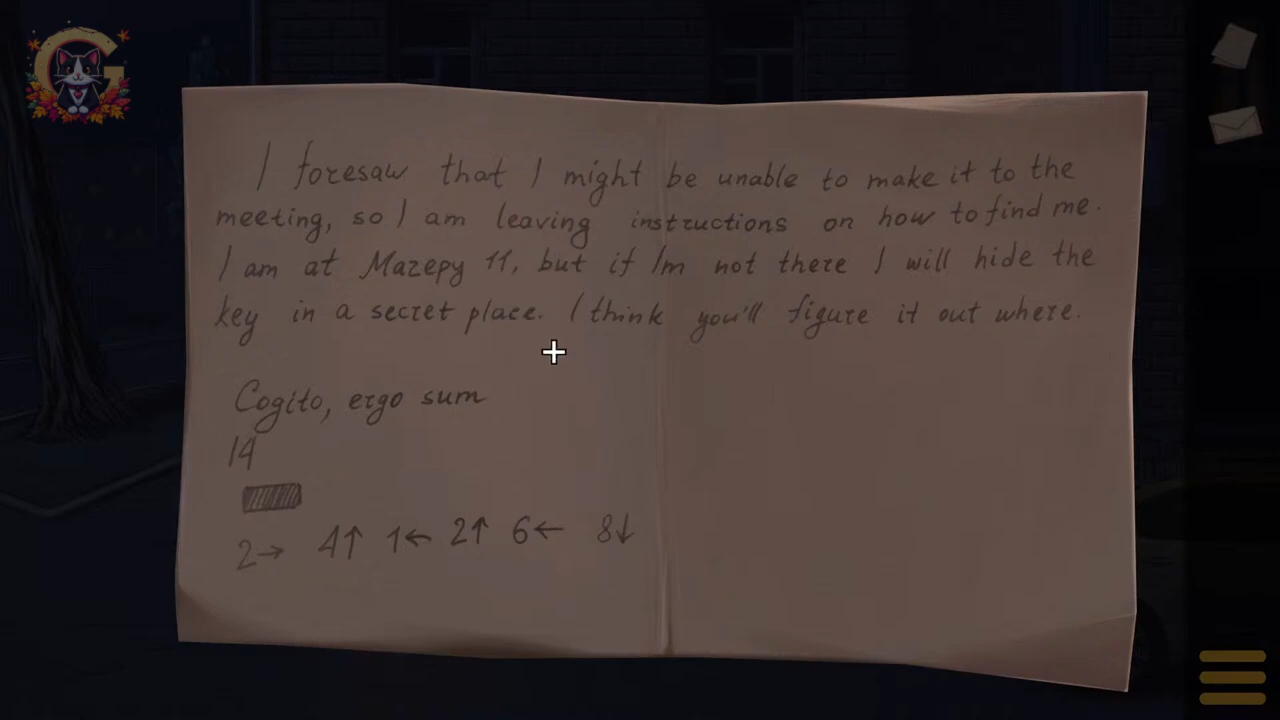 I foresaw that I might be unable to make it to the
meeting, so I am leaving instructions on how to find me.
I am at Mazepy 11, but if I'm not there I will hide the
key in a secret place. I think you'll figure it out where.
Cogito, ergo sum
14
2→ 4↑ 1← 2↑ 6← 8↓